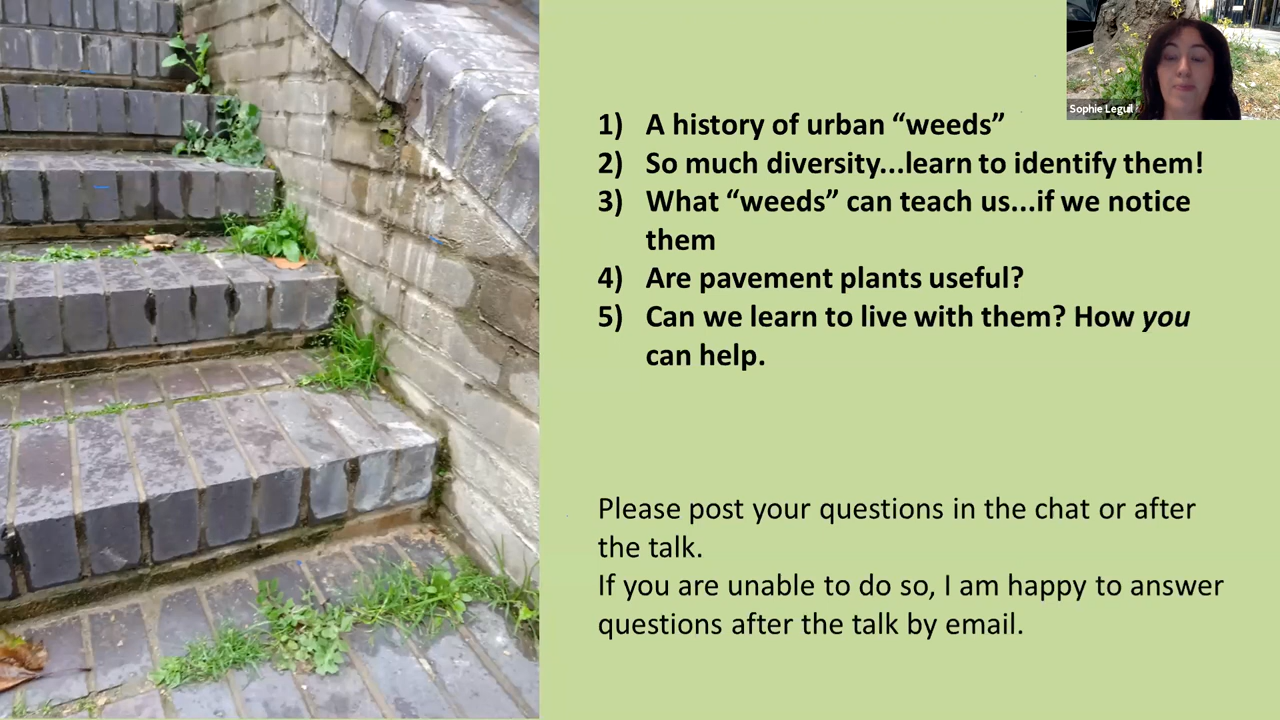 Sophie Leguil
1) A history of urban “weeds”
2) So much diversity...learn to identify them!
3) What “weeds” can teach us...if we notice
them
4) Are pavement plants useful?
5) Can we learn to live with them? How you
can help.
Please post your questions in the chat or after
the talk.
If you are unable to do so, I am happy to answer
questions after the talk by email.